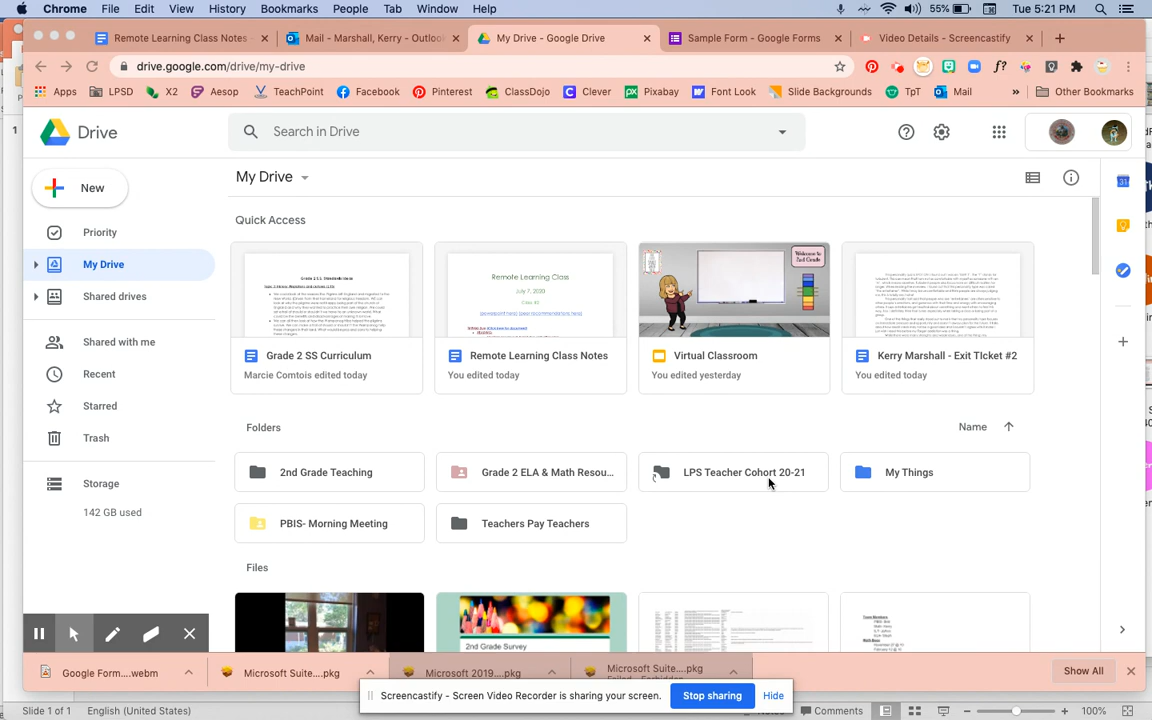 Chrome File Edit View History Bookmarks People Tab Window Help 55% Tue 5:21 PM
Remote Learning Class Notes Mail - Marshall, Kerry - Outlook My Drive - Google Drive Sample Form - Google Forms Video Details - Screencastify
drive.google.com/drive/my-drive
Apps LPSD X2 Aesop TeachPoint Facebook Pinterest ClassDojo Clever Pixabay Font Look Slide Backgrounds TpT Mail » Other Bookmarks
Drive
Search in Drive
New
Priority
My Drive
Shared drives
Shared with me
Recent
Starred
Trash
Storage
142 GB used
My Drive
Quick Access
Remote Learning Class
July 7, 2020
Welcome to
2nd Grade
Grade 2 SS Curriculum
Marcie Comtois edited today
Remote Learning Class Notes
You edited today
Virtual Classroom
You edited yesterday
Kerry Marshall - Exit TIcket #2
You edited today
Folders
Name
2nd Grade Teaching
Grade 2 ELA & Math Resou...
LPS Teacher Cohort 20-21
My Things
PBIS- Morning Meeting
Teachers Pay Teachers
Files
2nd Grade Survey
Google Form....webm
Microsoft Suite....pkg
Microsoft 2019....pkg
Microsoft Suite....pkg
Failed - Forbidden
Show All
Screencastify - Screen Video Recorder is sharing your screen.
Stop sharing
Hide
Slide 1 of 1 English (United States) Comments 100%